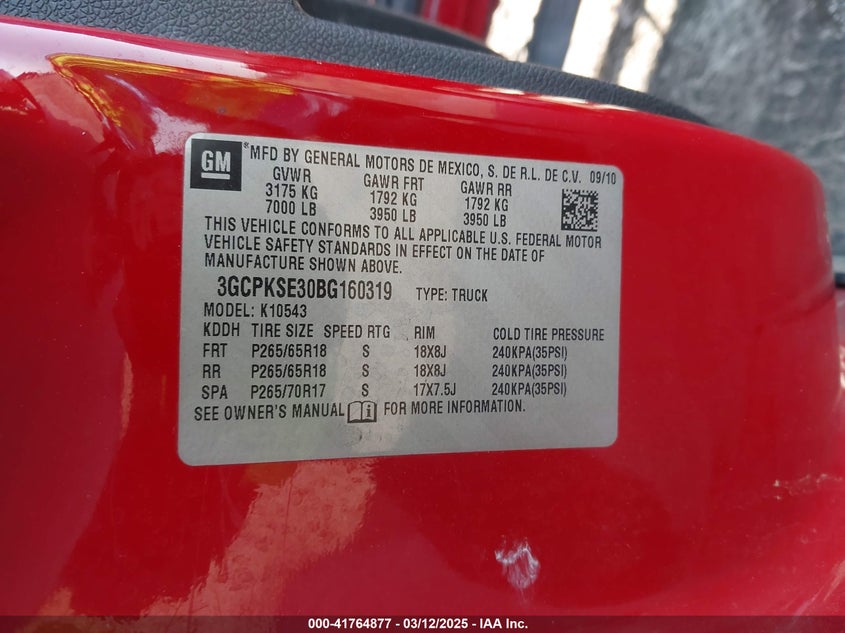 GM *MFD BY GENERAL MOTORS DE MEXICO, S. DE R.L. DE C.V. 09/10
GVWR GAWR FRT GAWR RR
3175 KG 1792 KG 1792 KG
7000 LB 3950 LB 3950 LB
THIS VEHICLE CONFORMS TO ALL APPLICABLE U.S. FEDERAL MOTOR
VEHICLE SAFETY STANDARDS IN EFFECT ON THE DATE OF
MANUFACTURE SHOWN ABOVE.
3GCPKSE30BG160319 TYPE: TRUCK
MODEL: K10543
KDDH TIRE SIZE SPEED RTG RIM COLD TIRE PRESSURE
FRT P265/65R18 S 18X8J 240KPA(35PSI)
RR P265/65R18 S 18X8J 240KPA(35PSI)
SPA P265/70R17 S 17X7.5J 240KPA(35PSI)
SEE OWNER'S MANUAL i FOR MORE INFORMATION.
000-41764877 - 03/12/2025 - IAA Inc.